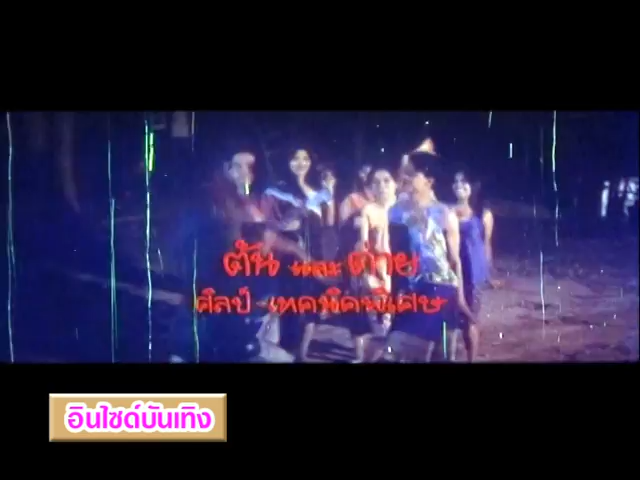 ต้น และ ต่าย
ศิลป์ - เทคนิคพิเศษ
อินไซด์บันเทิง